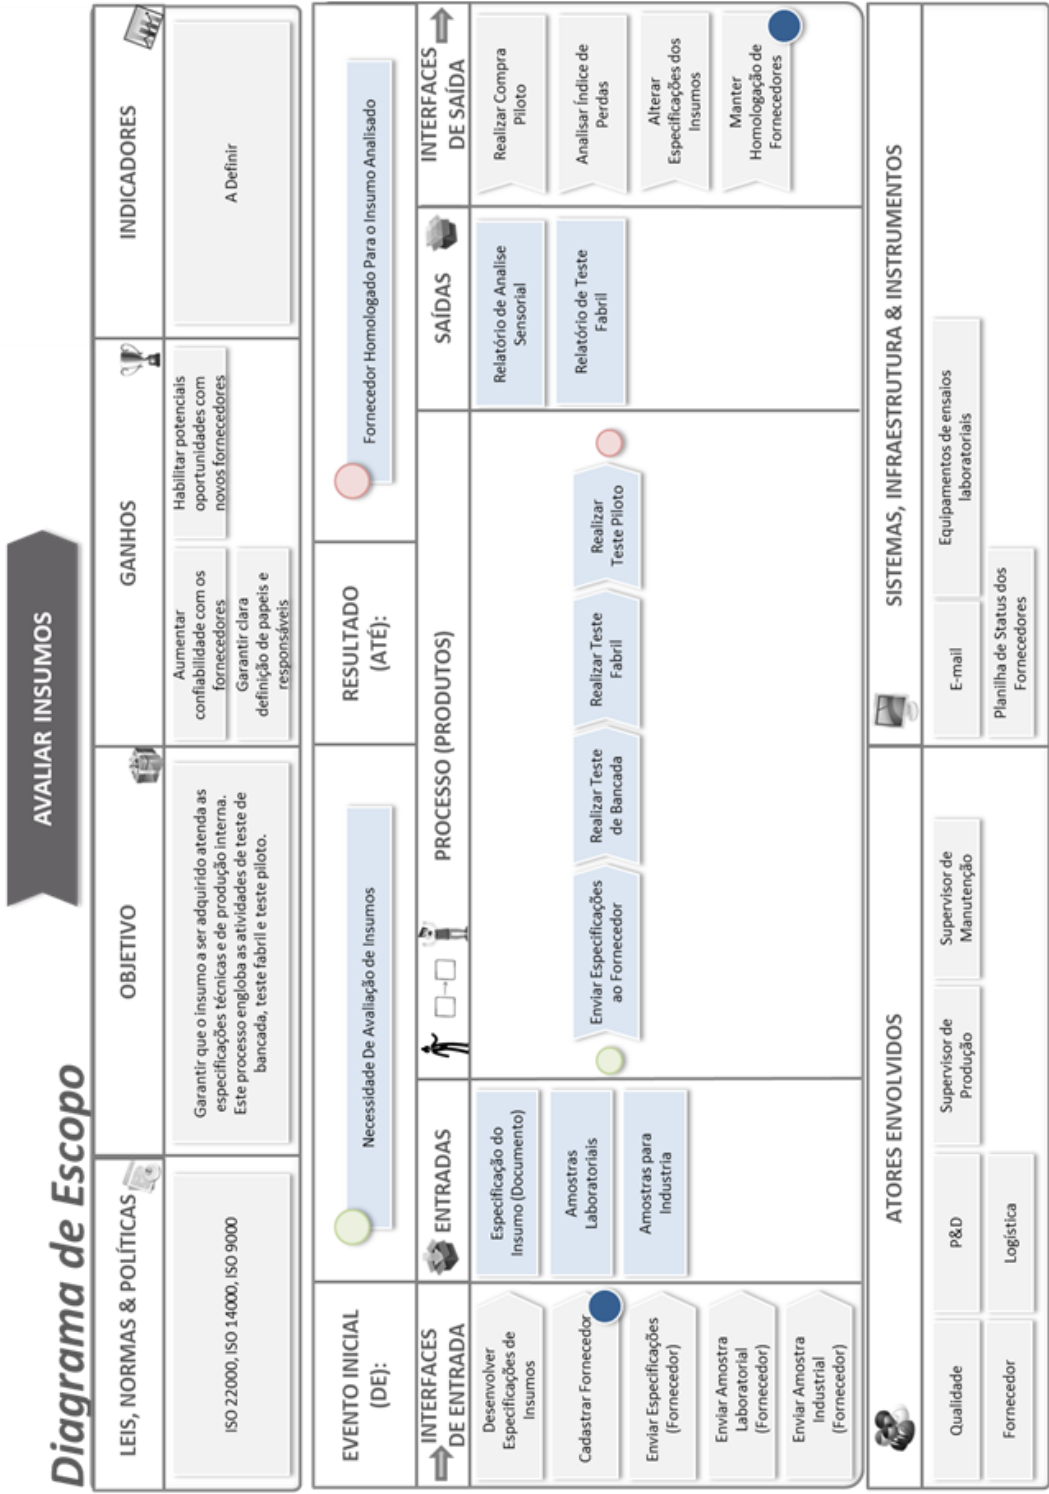 Diagrama de Escopo
AVALIAR INSUMOS
LEIS, NORMAS & POLÍTICAS
ISO 22000, ISO 14000, ISO 9000
OBJETIVO
Garantir que o insumo a ser adquirido atenda as
especificações técnicas e de produção interna.
Este processo engloba as atividades de teste de
bancada, teste fabril e teste piloto.
GANHOS
Aumentar
confiabilidade com os
fornecedores
Habilitar potenciais
oportunidades com
novos fornecedores
Garantir clara
definição de papeis e
responsáveis
INDICADORES
A Definir
EVENTO INICIAL
(DE):
Necessidade De Avaliação de Insumos
RESULTADO
(ATÉ):
Fornecedor Homologado Para o Insumo Analisado
INTERFACES
DE ENTRADA
Desenvolver
Especificações de
Insumos
Cadastrar Fornecedor
Enviar Especificações
(Fornecedor)
Enviar Amostra
Laboratorial
(Fornecedor)
Enviar Amostra
Industrial
(Fornecedor)
ENTRADAS
Especificação do
Insumo (Documento)
Amostras
Laboratoriais
Amostras para
Industria
PROCESSO (PRODUTOS)
Enviar Especificações
ao Fornecedor
Realizar Teste
de Bancada
Realizar Teste
Fabril
Realizar
Teste Piloto
SAÍDAS
Relatório de Analise
Sensorial
Relatório de Teste
Fabril
INTERFACES
DE SAÍDA
Realizar Compra
Piloto
Analisar Índice de
Perdas
Alterar
Especificações dos
Insumos
Manter
Homologação de
Fornecedores
ATORES ENVOLVIDOS
Qualidade
P&D
Supervisor de
Produção
Supervisor de
Manutenção
Fornecedor
Logística
SISTEMAS, INFRAESTRUTURA & INSTRUMENTOS
E-mail
Equipamentos de ensaios
laboratoriais
Planilha de Status dos
Fornecedores